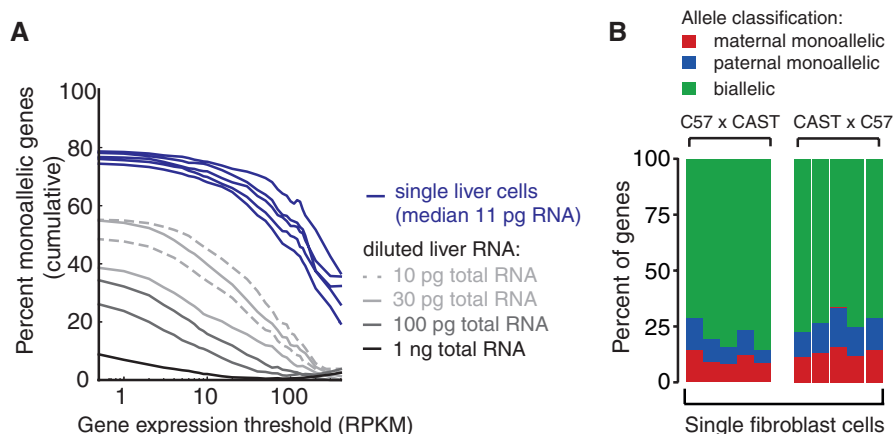 A
Percent monoallelic genes
(cumulative)
100
80
60
40
20
0
1
10
100
Gene expression threshold (RPKM)
single liver cells
(median 11 pg RNA)
diluted liver RNA:
10 pg total RNA
30 pg total RNA
100 pg total RNA
1 ng total RNA
B
Allele classification:
maternal monoallelic
paternal monoallelic
biallelic
C57 x CAST
CAST x C57
Percent of genes
100
75
50
25
0
Single fibroblast cells